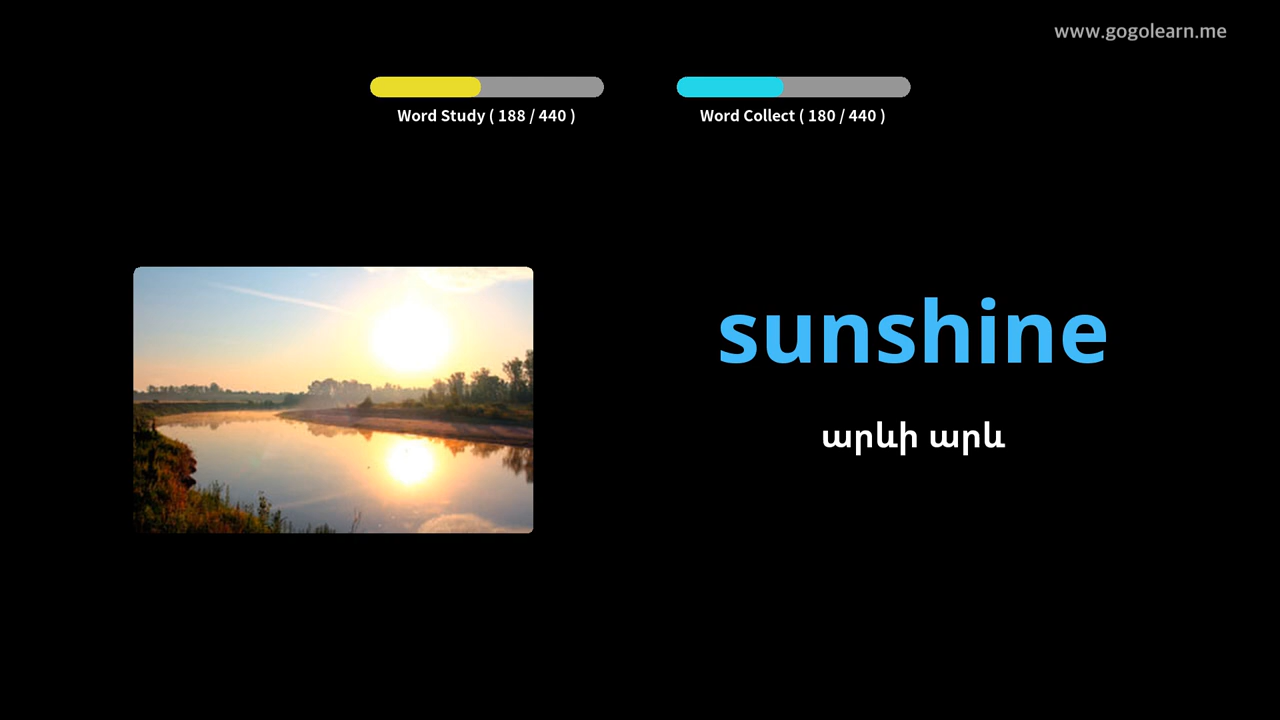 www.gogolearn.me
Word Study ( 188 / 440 )
Word Collect ( 180 / 440 )
sunshine
արևի արև